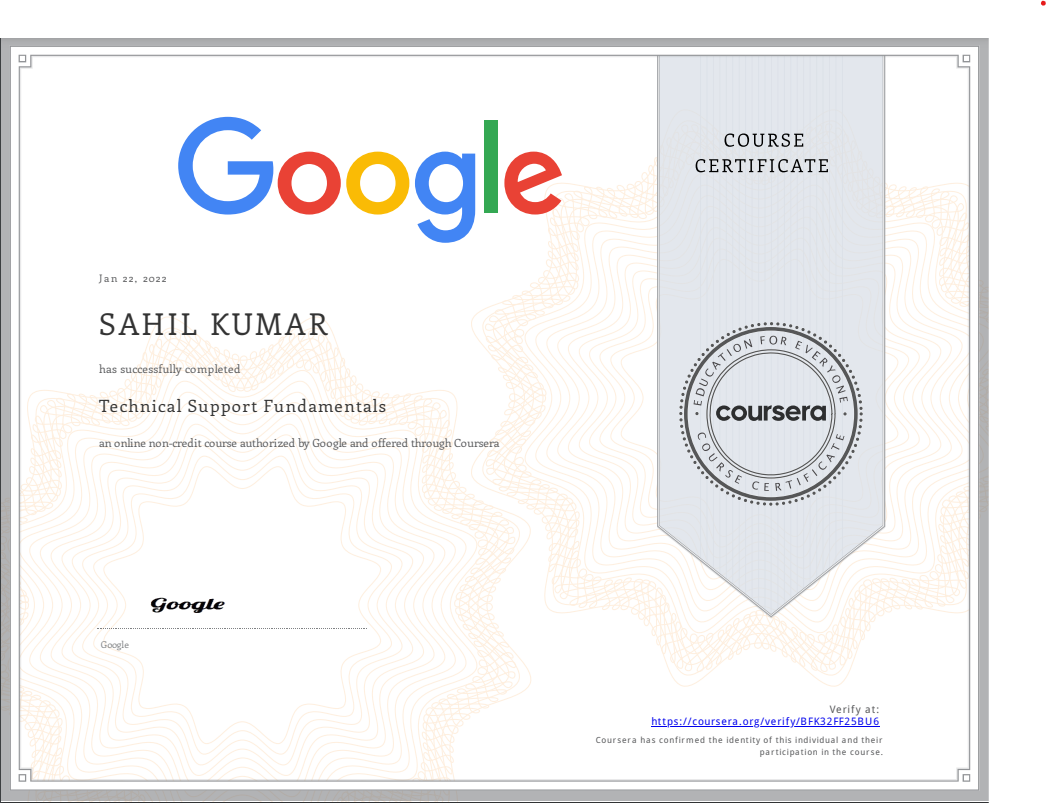 Google
COURSE
CERTIFICATE
Jan 22, 2022
SAHIL KUMAR
has successfully completed
Technical Support Fundamentals
an online non-credit course authorized by Google and offered through Coursera
EDUCATION FOR EVERYONE
coursera
COURSE CERTIFICATE
Google
Google
Verify at:
https://coursera.org/verify/BFK32FF25BU6
Coursera has confirmed the identity of this individual and their
participation in the course.